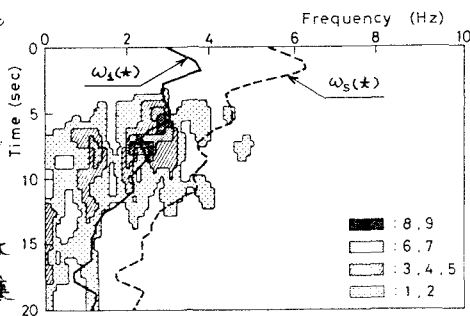 Frequency (Hz)
0 2 4 6 8 10
Time (sec)
0
5
10
15
20
ω₁(t)
ωₛ(t)
: 8, 9
: 6, 7
: 3, 4, 5
: 1, 2